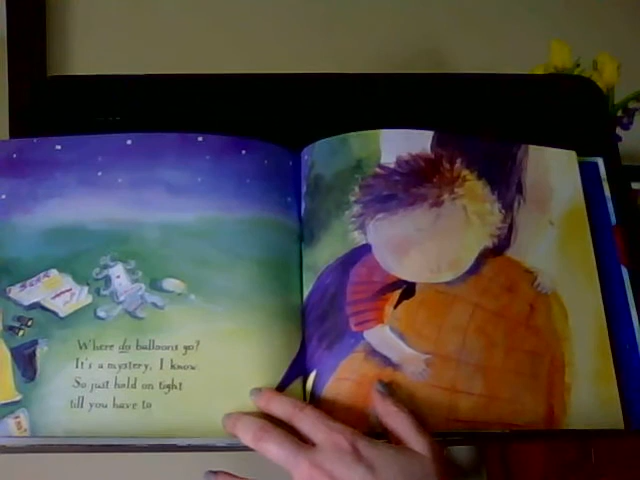 Where do balloons go?
It's a mystery, I know.
So just hold on tight
till you have to